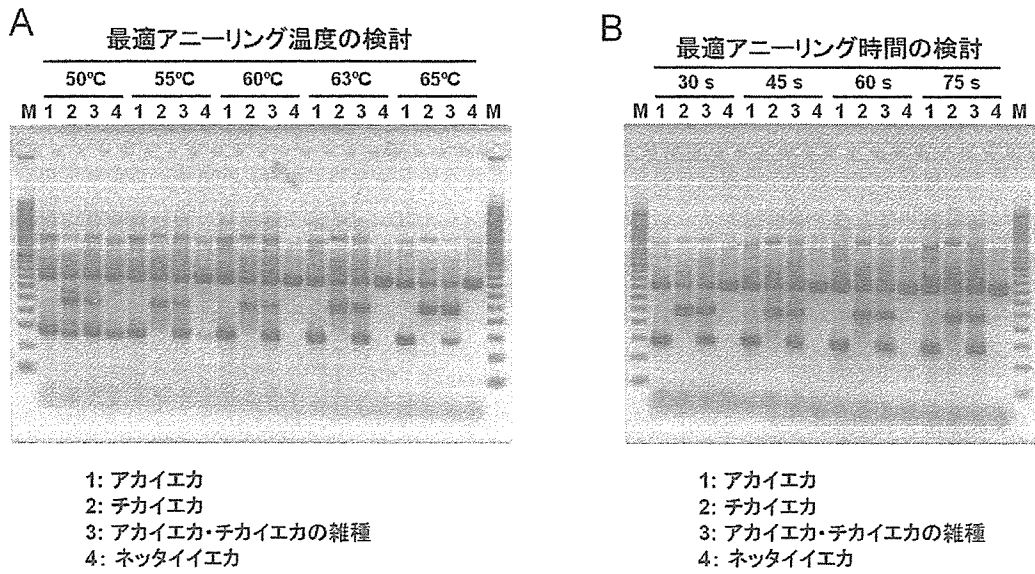 A
最適アニーリング温度の検討
50℃ 55℃ 60℃ 63℃ 65℃
M 1 2 3 4 1 2 3 4 1 2 3 4 1 2 3 4 1 2 3 4 M
1: アカイエカ
2: チカイエカ
3: アカイエカ・チカイエカの雑種
4: ネッタイイエカ
B
最適アニーリング時間の検討
30 s 45 s 60 s 75 s
M 1 2 3 4 1 2 3 4 1 2 3 4 1 2 3 4 M
1: アカイエカ
2: チカイエカ
3: アカイエカ・チカイエカの雑種
4: ネッタイイエカ